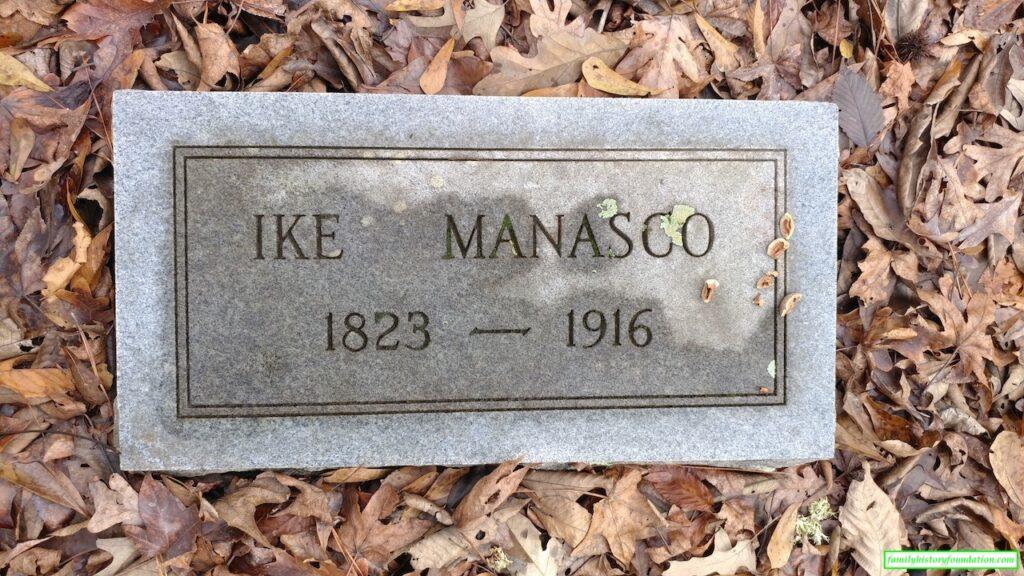 IKE MANASCO
1823 — 1916
familyhistoryfoundation.com